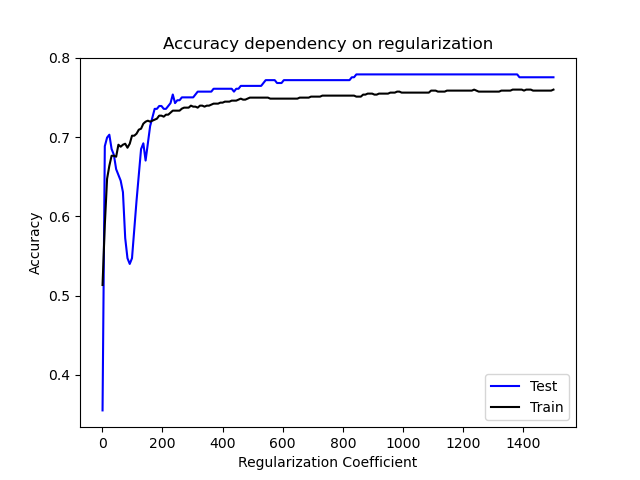 Accuracy dependency on regularization
0.8
0.7
0.6
0.5
0.4
Accuracy
0 200 400 600 800 1000 1200 1400
Regularization Coefficient
Test
Train